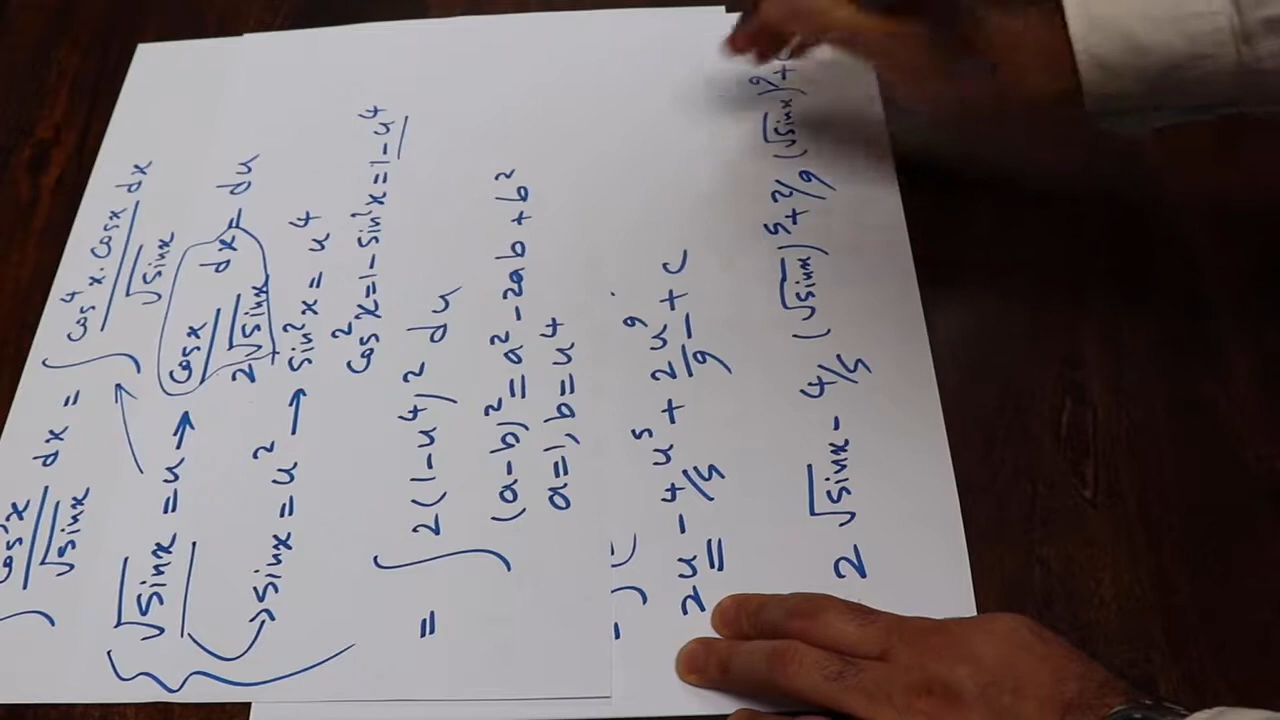 ∫ cos⁵x/√sinx dx = ∫ cos⁴x·cosx/√sinx dx
√sinx = u → cosx/2√sinx dx = du
→ sinx = u² → sin²x = u⁴
cos²x = 1 - sin²x = 1 - u⁴
= ∫ 2(1-u⁴)² du
(a-b)² = a² - 2ab + b²
a=1, b=u⁴
2u - 4/5 u⁵ + 2u⁹/9 + c
2 √sinx - 4/5 (√sinx)⁵ + 2/9 (√sinx)⁹ + c